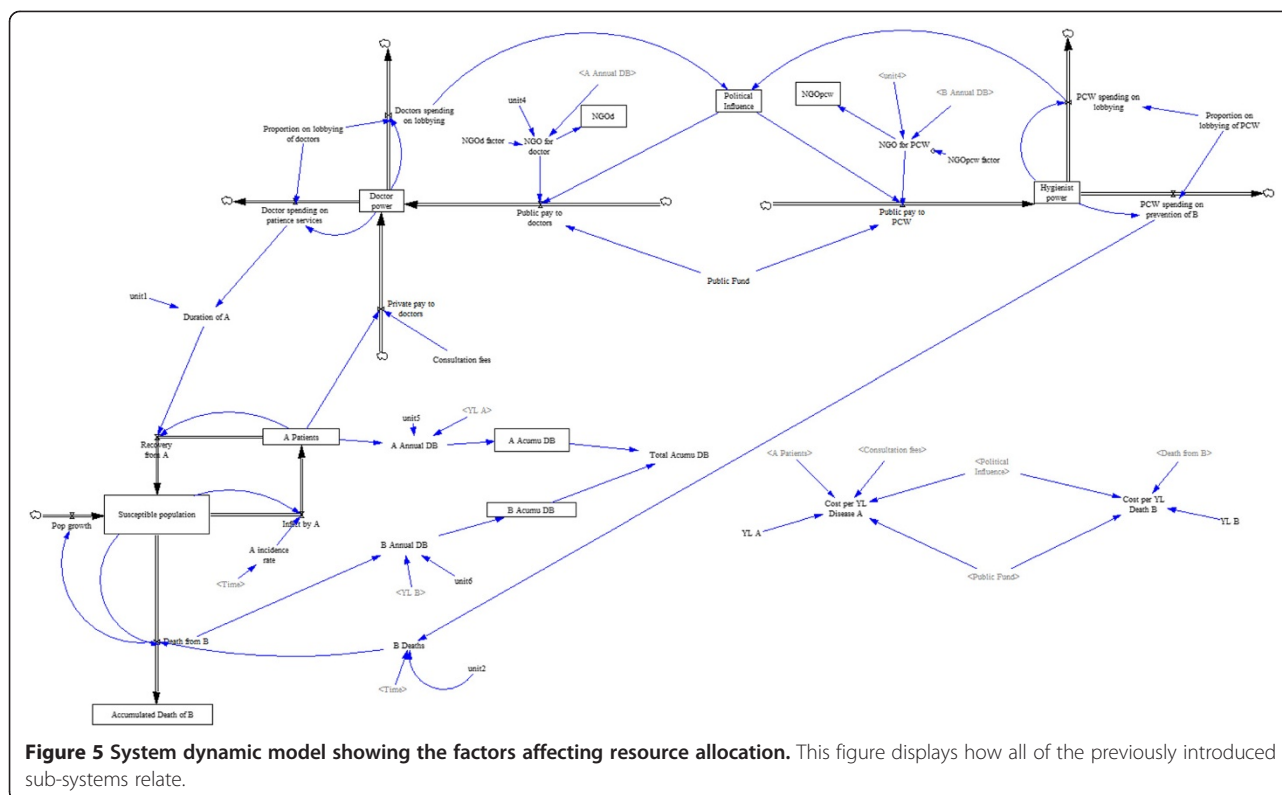 <A Annual DB>
<unit4>
Doctors spending
on lobbying
unit4
NGOd
Political
Influence
NGOpcw
<B Annual DB>
PCW spending on
lobbying
Proportion on lobbying
of doctors
NGOd factor
NGO for
doctor
NGO for PCW
NGOpcw factor
Proportion on
lobbying of PCW
Doctor spending on
patience services
Doctor
power
Public pay to
doctors
Public pay to
PCW
Hygienist
power
PCW spending on
prevention of B
Public Fund
unit1
Duration of A
Private pay to
doctors
Consultation fees
Recovery
from A
A Patients
unit5
<YL A>
A Annual DB
A Acumu DB
Total Acumu DB
<A Patients>
<Consultation fees>
<Political
Influence>
<Death from B>
Pop growth
Susceptible population
Infect by A
B Acumu DB
Cost per YL
Disease A
Cost per YL
Death B
YL A
YL B
A incidence
rate
<Time>
B Annual DB
<YL B>
unit6
<Public Fund>
Death from B
B Deaths
<Time>
unit2
Accumulated Death of B
Figure 5 System dynamic model showing the factors affecting resource allocation. This figure displays how all of the previously introduced
sub-systems relate.